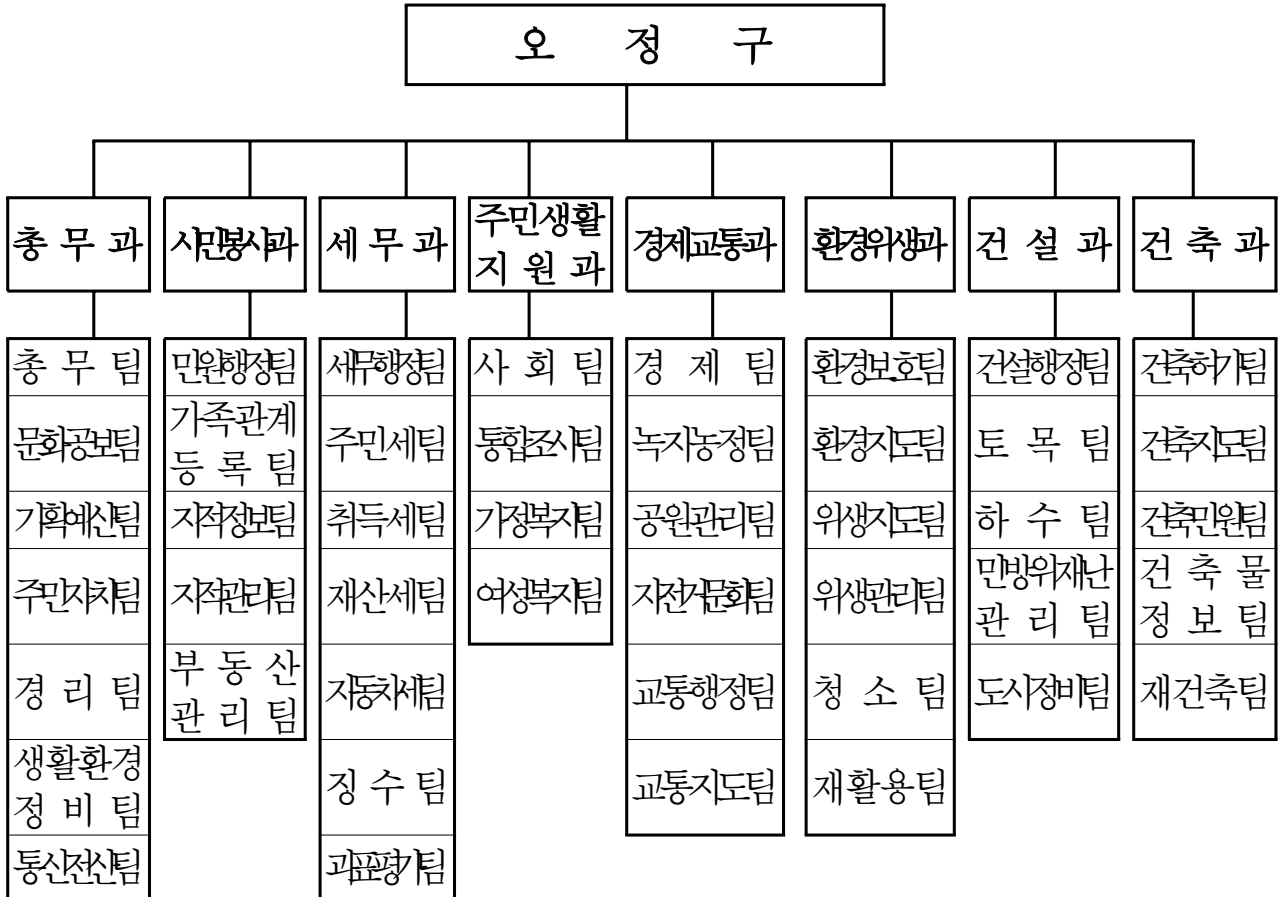 오 정 구
총 무 과
시민봉사과
세 무 과
주민생활
지 원 과
경제교통과
환경위생과
건 설 과
건 축 과
총 무 팀
문화공보팀
기획예산팀
주민자치팀
경 리 팀
생활환경
정 비 팀
통신전산팀
민원행정팀
가족관계
등 록 팀
지적정보팀
지적관리팀
부 동 산
관 리 팀
세무행정팀
주민세팀
취득세팀
재산세팀
자동차세팀
징 수 팀
과표평가팀
사 회 팀
통합조사팀
가정복지팀
여성복지팀
경 제 팀
녹지농정팀
공원관리팀
자전거문화팀
교통행정팀
교통지도팀
환경보호팀
환경지도팀
위생지도팀
위생관리팀
청 소 팀
재활용팀
건설행정팀
토 목 팀
하 수 팀
민방위재난
관 리 팀
도시정비팀
건축허가팀
건축지도팀
건축민원팀
건 축 물
정 보 팀
재건축팀